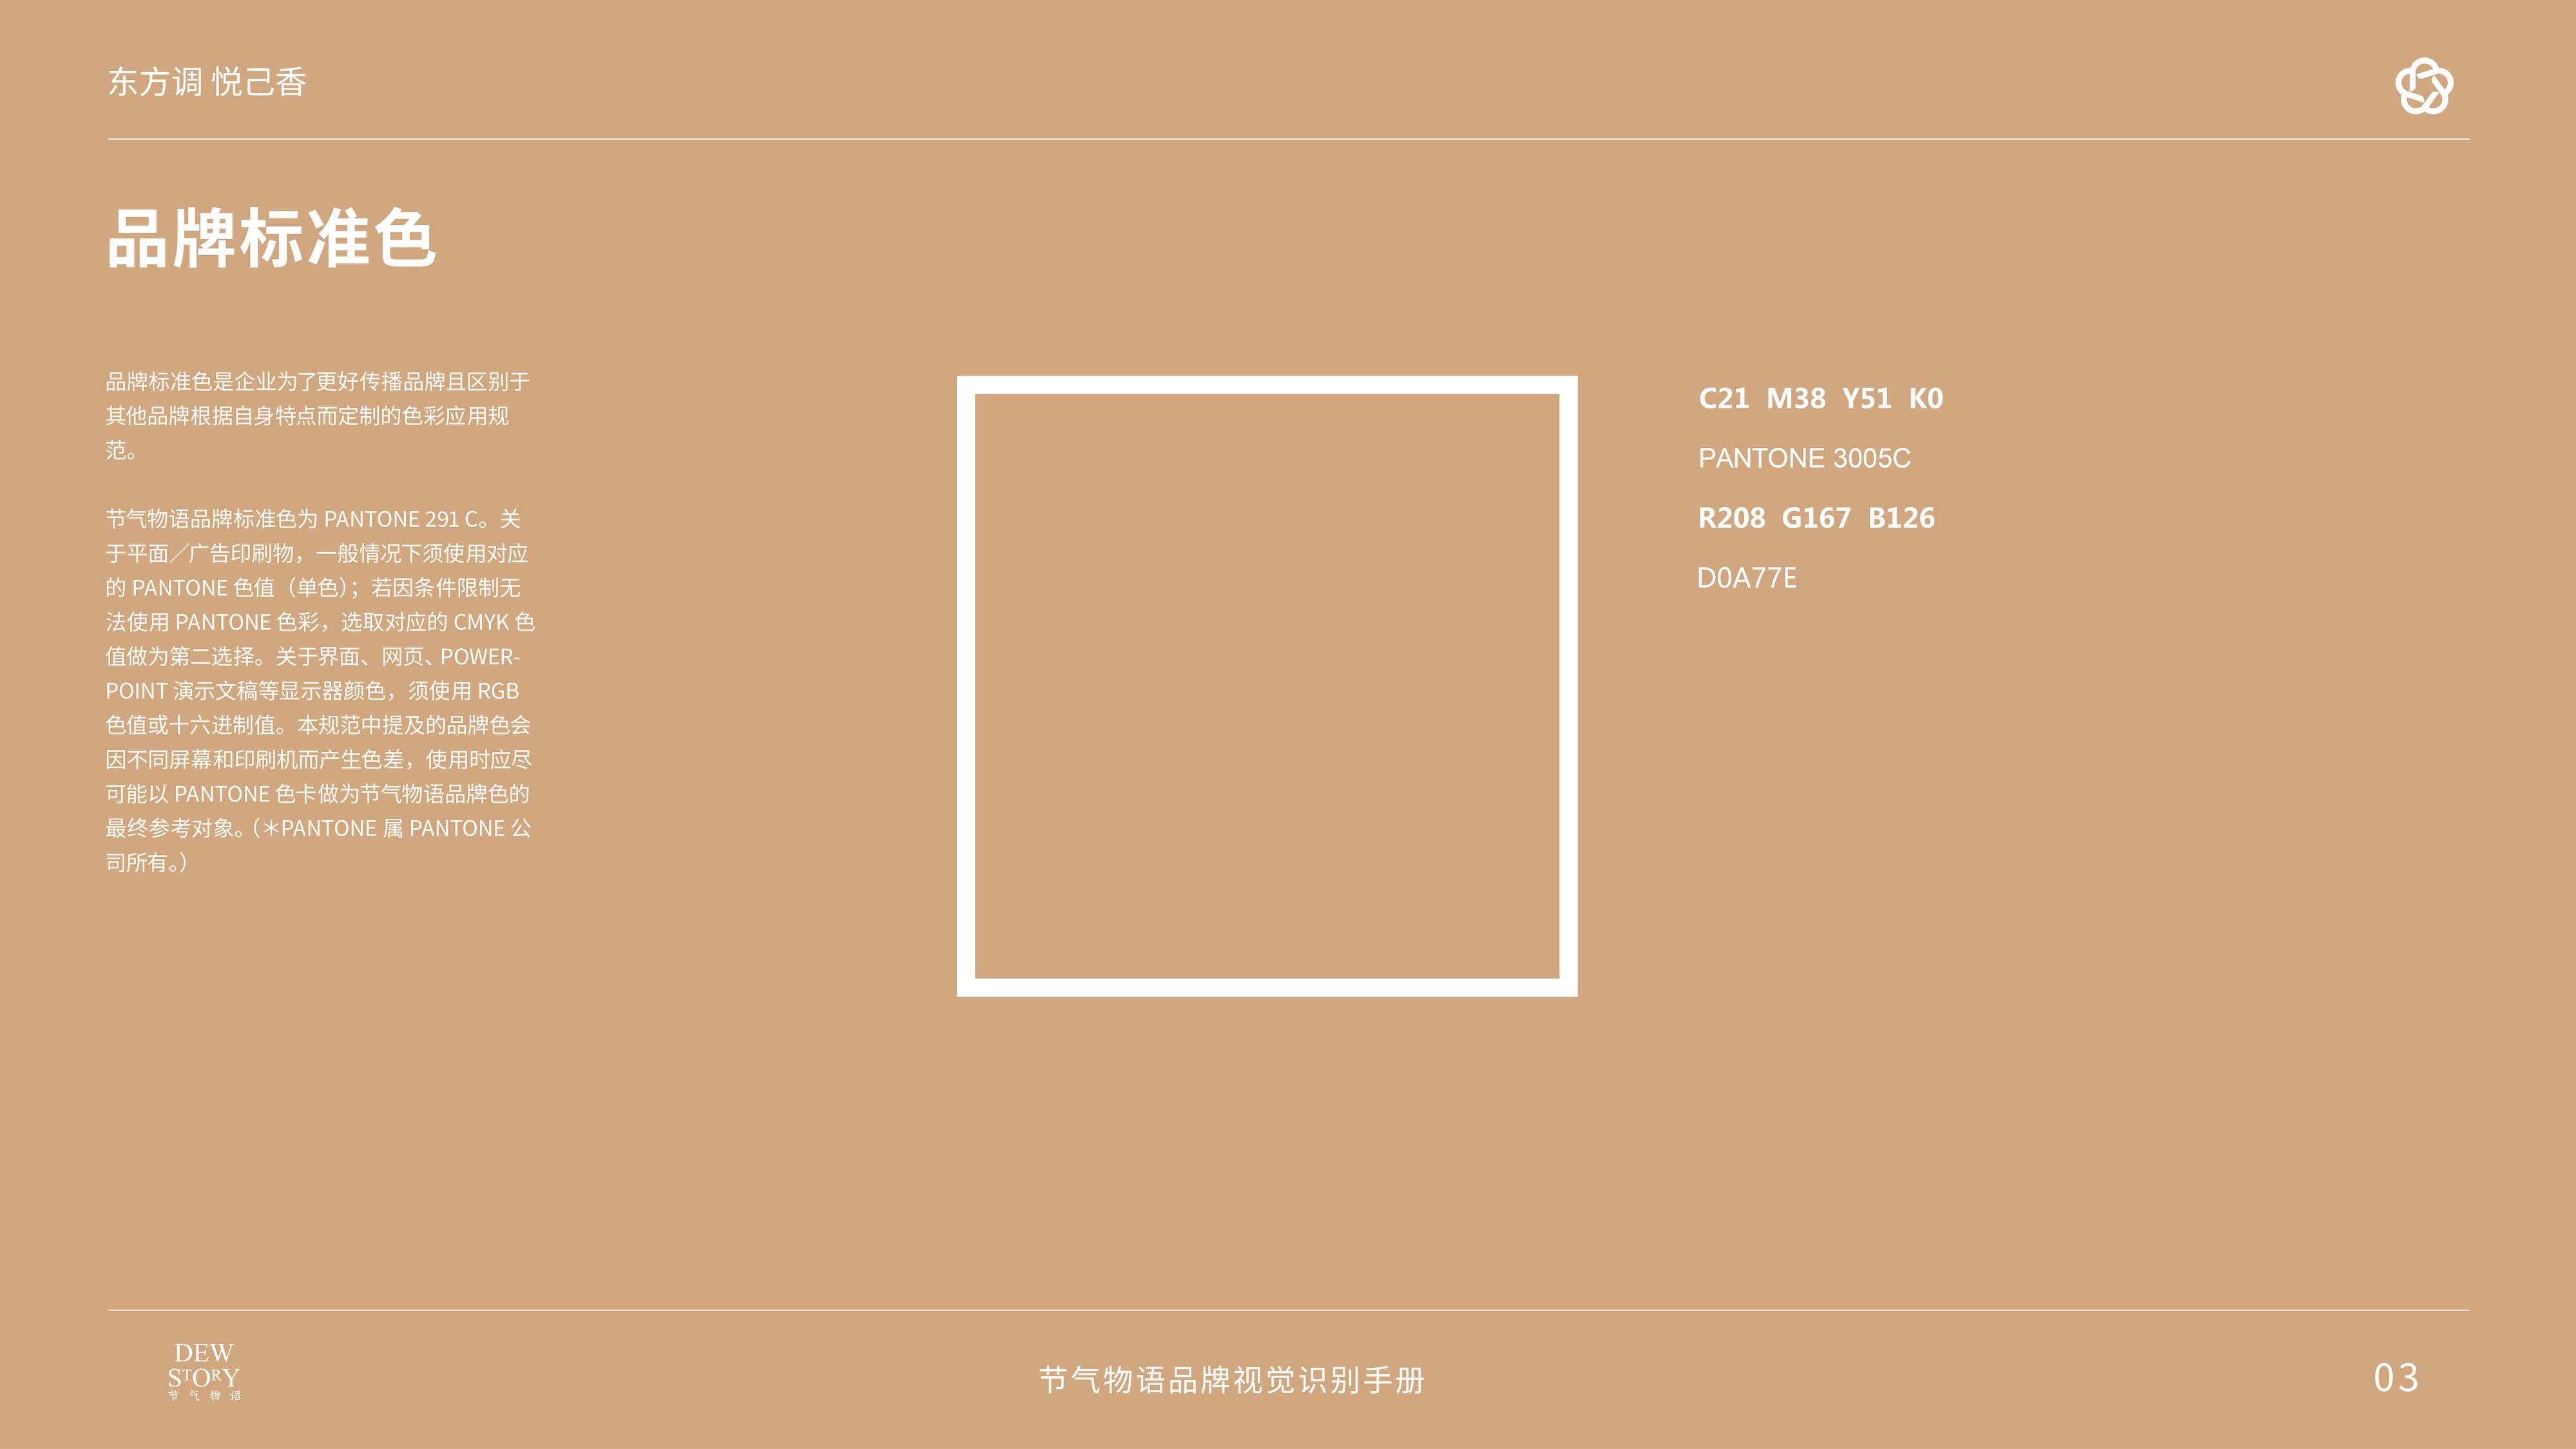 东方调 悦己香
品牌标准色
品牌标准色是企业为了更好传播品牌且区别于
其他品牌根据自身特点而定制的色彩应用规
范。
节气物语品牌标准色为 PANTONE 291 C。关
于平面／广告印刷物，一般情况下须使用对应
的 PANTONE 色值（单色）；若因条件限制无
法使用 PANTONE 色彩，选取对应的 CMYK 色
值做为第二选择。关于界面、网页、POWER-
POINT 演示文稿等显示器颜色，须使用 RGB
色值或十六进制值。本规范中提及的品牌色会
因不同屏幕和印刷机而产生色差，使用时应尽
可能以 PANTONE 色卡做为节气物语品牌色的
最终参考对象。（＊PANTONE 属 PANTONE 公
司所有。）
C21 M38 Y51 K0
PANTONE 3005C
R208 G167 B126
D0A77E
DEW
STORY
节气物语
节气物语品牌视觉识别手册
03